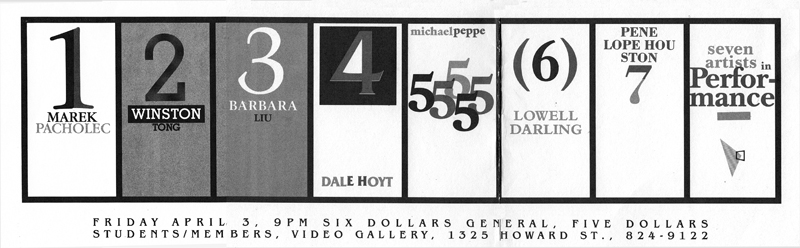 1
MAREK
PACHOLEC
2
WINSTON
TONG
3
BARBARA
LIU
4
DALE HOYT
michaelpeppe
5 5 5 5 5
(6)
LOWELL
DARLING
PENE
LOPE HOU
STON
7
seven
artists in
Perfor-
mance
FRIDAY APRIL 3, 9PM SIX DOLLARS GENERAL, FIVE DOLLARS
STUDENTS/MEMBERS, VIDEO GALLERY, 1325 HOWARD ST., 824-9122